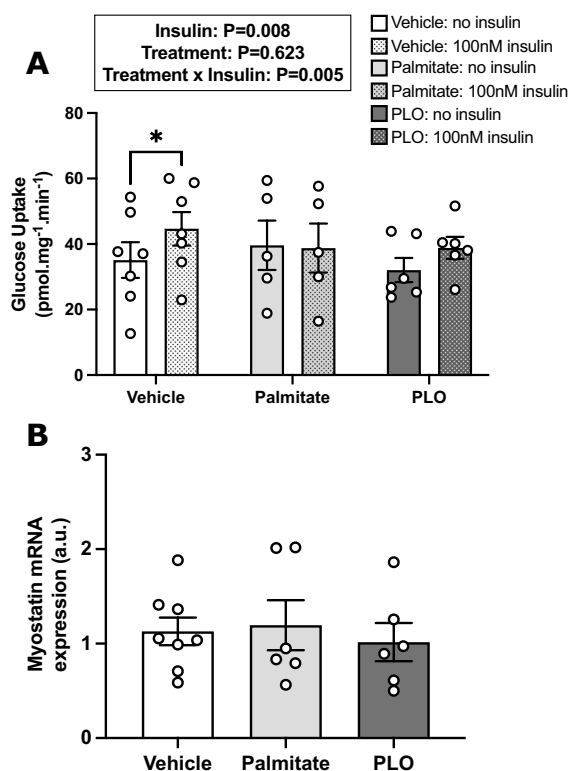 Insulin: P=0.008
Treatment: P=0.623
Treatment x Insulin: P=0.005
Vehicle: no insulin
Vehicle: 100nM insulin
Palmitate: no insulin
Palmitate: 100nM insulin
PLO: no insulin
PLO: 100nM insulin
A
Glucose Uptake
(pmol.mg⁻¹.min⁻¹)
80
60
40
20
0
*
Vehicle
Palmitate
PLO
B
Myostatin mRNA
expression (a.u.)
3
2
1
0
Vehicle
Palmitate
PLO